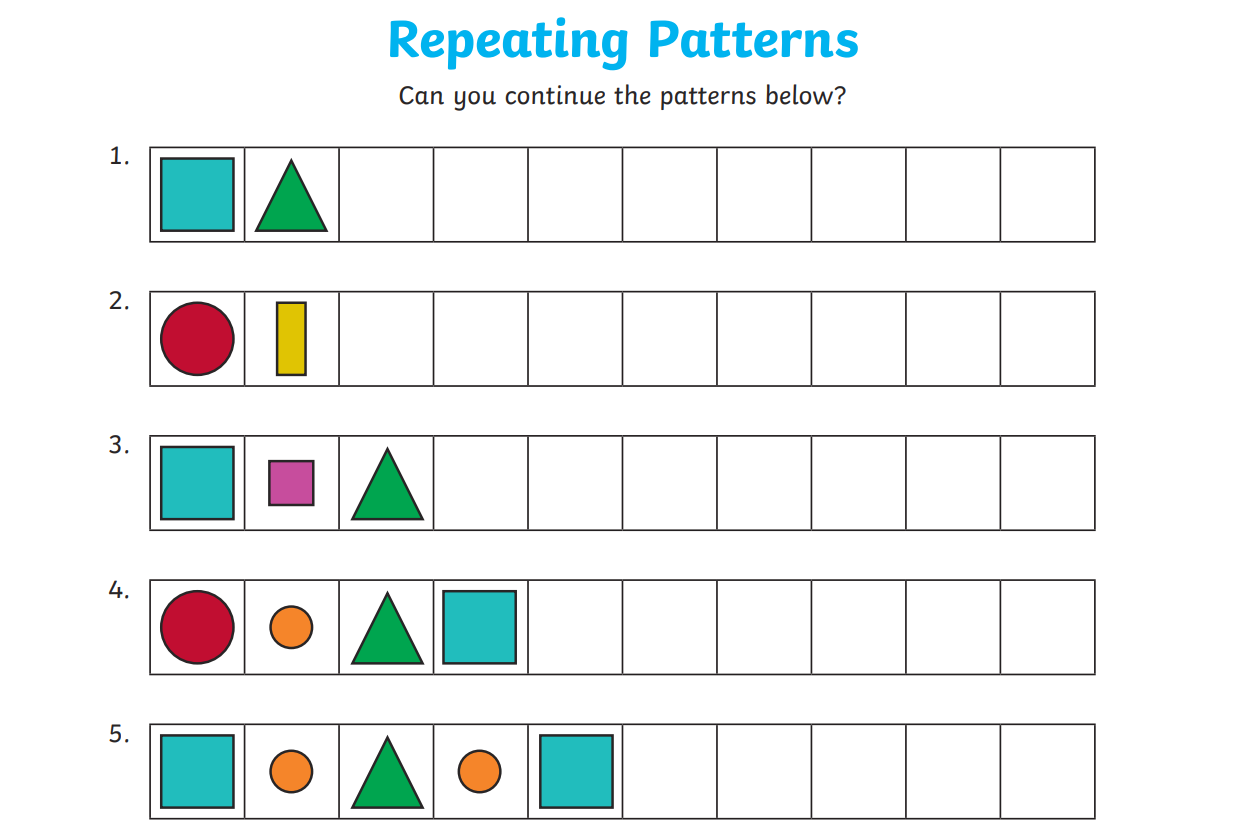 Repeating Patterns
Can you continue the patterns below?
1.
2.
3.
4.
5.